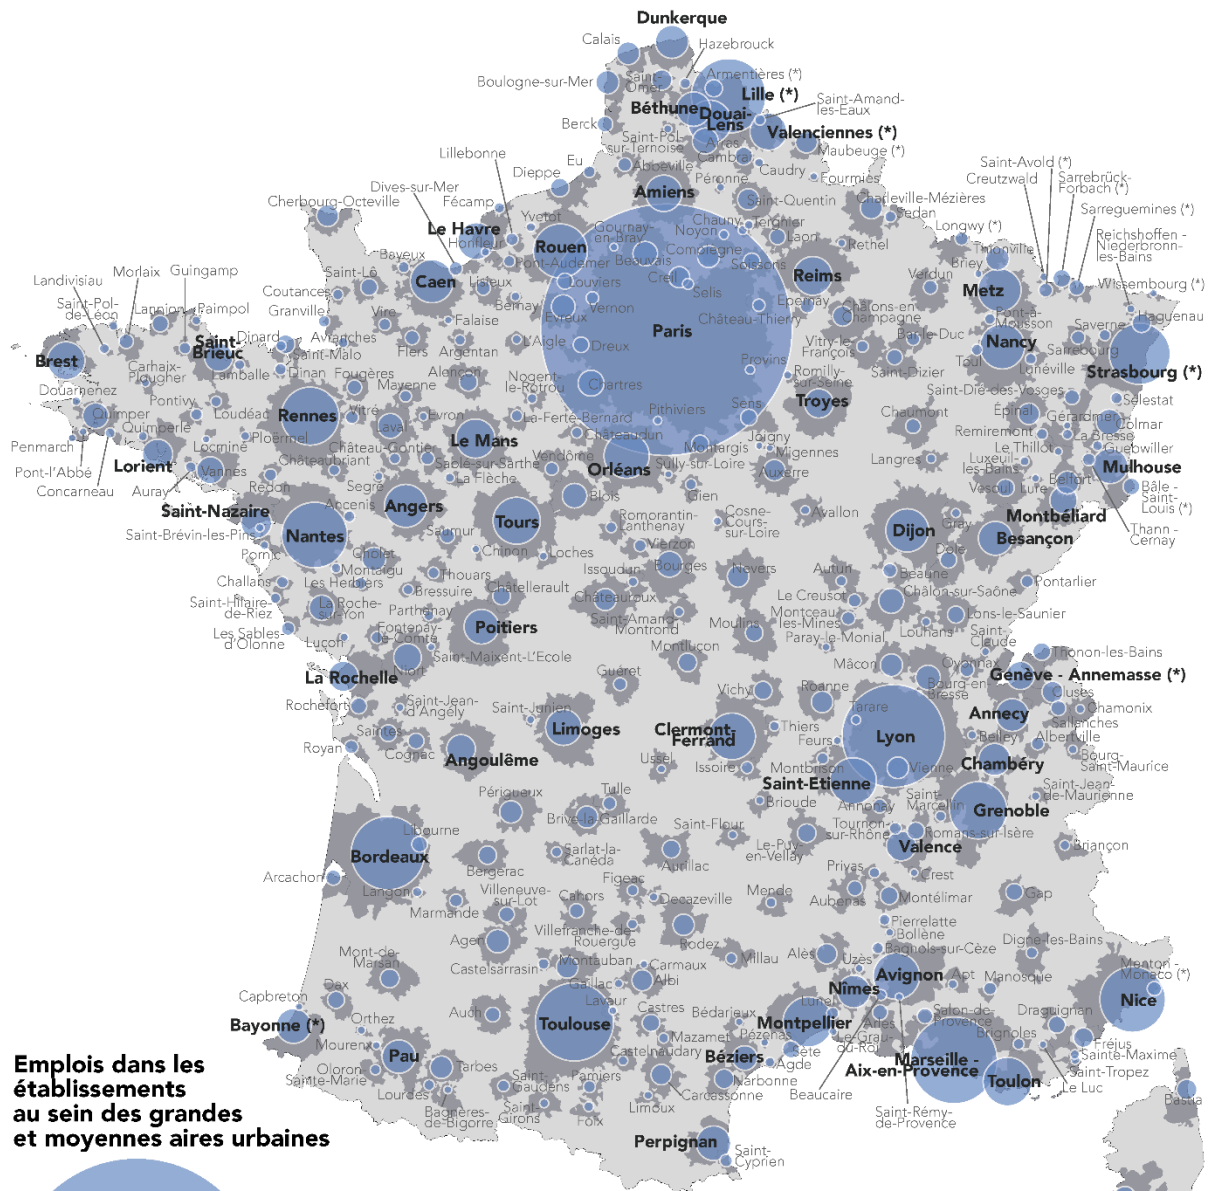 Dunkerque
Calais
Hazebrouck
Boulogne-sur-Mer
Saint-
Omer
Armentières (*)
Lille (*)
Béthune
Douai-
Lens
Saint-Amand-
les-Eaux
Berck
Valenciennes (*)
Saint-Pol-
sur-Ternoise
Arras
Maubeuge (*)
Cambrai
Caudry
Fourmies
Lillebonne
Eu
Abbeville
Péronne
Dieppe
Amiens
Saint-Quentin
Charleville-Mézières
Sedan
Saint-Avold (*)
Creutzwald
Sarrebrück-
Forbach (*)
Sarreguemines (*)
Reichshoffen -
Niederbronn-
les-Bains
Dives-sur-Mer
Fécamp
Cherbourg-Octeville
Le Havre
Yvetot
Honfleur
Rouen
Gournay-
en-Bray
Beauvais
Chauny
Noyon
Tergnier
Laon
Compiègne
Soissons
Rethel
Longwy (*)
Thionville
Briey
Wissembourg (*)
Bayeux
Pont-Audemer
Creil
Senlis
Reims
Verdun
Metz
Haguenau
Saint-Lô
Caen
Lisieux
Louviers
Bernay
Vernon
Evreux
Château-Thierry
Epernay
Châlons-en-
Champagne
Pont-à-
Mousson
Saverne
Sarrebourg
Landivisiau
Morlaix
Guingamp
Saint-Pol-
de-Léon
Lannion
Paimpol
Coutances
Granville
Vire
Falaise
Paris
Bar-le-Duc
Nancy
Toul
Lunéville
Strasbourg (*)
Brest
Saint-
Brieuc
Dinard
Saint-Malo
Avranches
Flers
Argentan
L'Aigle
Dreux
Vitry-le-
François
Saint-Dizier
Carhaix-
Plougher
Lamballe
Dinan
Fougères
Alençon
Nogent-
le-Rotrou
Chartres
Provins
Romilly-
sur-Seine
Saint-Dié-des-Vosges
Sélestat
Douarnenez
Pontivy
Loudéac
Mayenne
Troyes
Epinal
Gérardmer
Colmar
Quimper
Quimperlé
Rennes
Vitré
Laval
Evron
La-Ferté-Bernard
Pithiviers
Sens
Chaumont
Remiremont
La Bresse
Penmarch
Locminé
Ploërmel
Château-Gontier
Le Mans
Châteaudun
Montargis
Joigny
Migennes
Le Thillot
Guebwiller
Pont-l'Abbé
Concarneau
Lorient
Vannes
Châteaubriant
Sablé-sur-Sarthe
Vendôme
Orléans
Sully-sur-Loire
Auxerre
Langres
Luxeuil-
les-Bains
Mulhouse
Auray
Redon
Segré
La Flèche
Blois
Gien
Vesoul
Lure
Belfort
Bâle -
Saint-
Louis (*)
Saint-Nazaire
Ancenis
Angers
Tours
Romorantin-
Lanthenay
Cosne-
Cours-
sur-Loire
Avallon
Montbéliard
Saint-Brévin-les-Pins
Nantes
Saumur
Dijon
Gray
Besançon
Thann -
Cernay
Pornic
Cholet
Chinon
Loches
Vierzon
Dole
Montaigu
Challans
Les Herbiers
Thouars
Bressuire
Châtellerault
Issoudun
Bourges
Nevers
Autun
Beaune
Pontarlier
Saint-Hilaire-
de-Riez
La Roche-
sur-Yon
Parthenay
Châteauroux
Saint-Amand-
Montrond
Le Creusot
Montceau-
les-Mines
Châlon-sur-Saône
Lons-le-Saunier
Les Sables-
d'Olonne
Luçon
Fontenay-
le-Comte
Poitiers
Moulins
Paray-le-Monial
Louhans
Saint-
Claude
Niort
Saint-Maixent-L'Ecole
Montluçon
Thonon-les-Bains
La Rochelle
Guéret
Mâcon
Bourg-en-
Bresse
Oyonnax
Genève - Annemasse (*)
Cluses
Rochefort
Saint-Jean-
d'Angély
Saint-Junien
Vichy
Roanne
Tarare
Annecy
Chamonix
Sallanches
Saintes
Cognac
Limoges
Clermont-
Ferrand
Thiers
Feurs
Lyon
Belley
Albertville
Royan
Angoulême
Ussel
Issoire
Montbrison
Vienne
Chambéry
Bourg-
Saint-Maurice
Saint-Etienne
Périgueux
Tulle
Brioude
Annonay
Saint-
Marcellin
Grenoble
Saint-Jean-
de-Maurienne
Brive-la-Gaillarde
Saint-Flour
Tournon-
sur-Rhône
Romans-sur-Isère
Libourne
Bordeaux
Sarlat-la-
Canéda
Aurillac
Le-Puy-
en-Vellay
Valence
Briançon
Arcachon
Bergerac
Privas
Crest
Langon
Villeneuve-
sur-Lot
Figeac
Cahors
Decazeville
Mende
Aubenas
Montélimar
Gap
Marmande
Villefranche-de-
Rouergue
Pierrelatte
Bollène
Mont-de-
Marsan
Agen
Rodez
Bagnols-sur-Cèze
Digne-les-Bains
Castelsarrasin
Montauban
Carmaux
Millau
Alès
Uzès
Avignon
Apt
Manosque
Menton -
Monaco (*)
Capbreton
Dax
Gaillac
Albi
Nîmes
Nice
Bayonne (*)
Orthez
Auch
Toulouse
Lavaur
Castres
Bédarieux
Lunel
Montpellier
Arles
Salon-de-
Provence
Draguignan
Mourenx
Mazamet
Pézenas
Le-Grau-
du-Roi
Brignoles
Fréjus
Pau
Castelnaudary
Béziers
Sète
Agde
Marseille -
Aix-en-Provence
Sainte-Maxime
Saint-Tropez
Le Luc
Oloron-
Sainte-Marie
Tarbes
Saint-
Gaudens
Pamiers
Carcassonne
Narbonne
Beaucaire
Toulon
Lourdes
Bagnères-
de-Bigorre
Saint-
Girons
Foix
Limoux
Saint-Rémy-
de-Provence
Bastia
Perpignan
Saint-
Cyprien
Emplois dans les
établissements
au sein des grandes
et moyennes aires urbaines